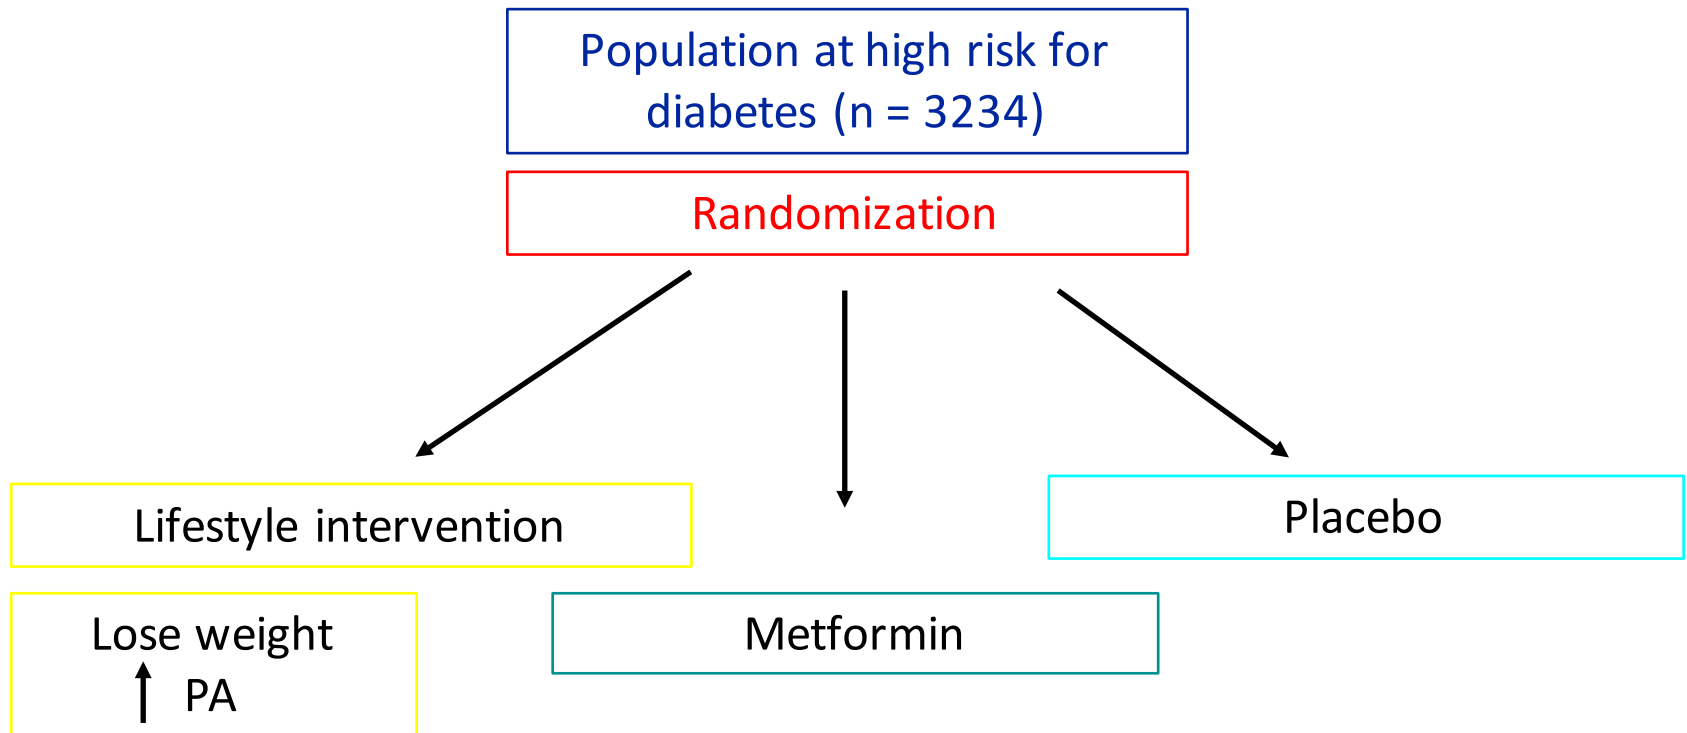 Population at high risk for
diabetes (n = 3234)
Randomization
Lifestyle intervention
Placebo
Lose weight
PA
Metformin